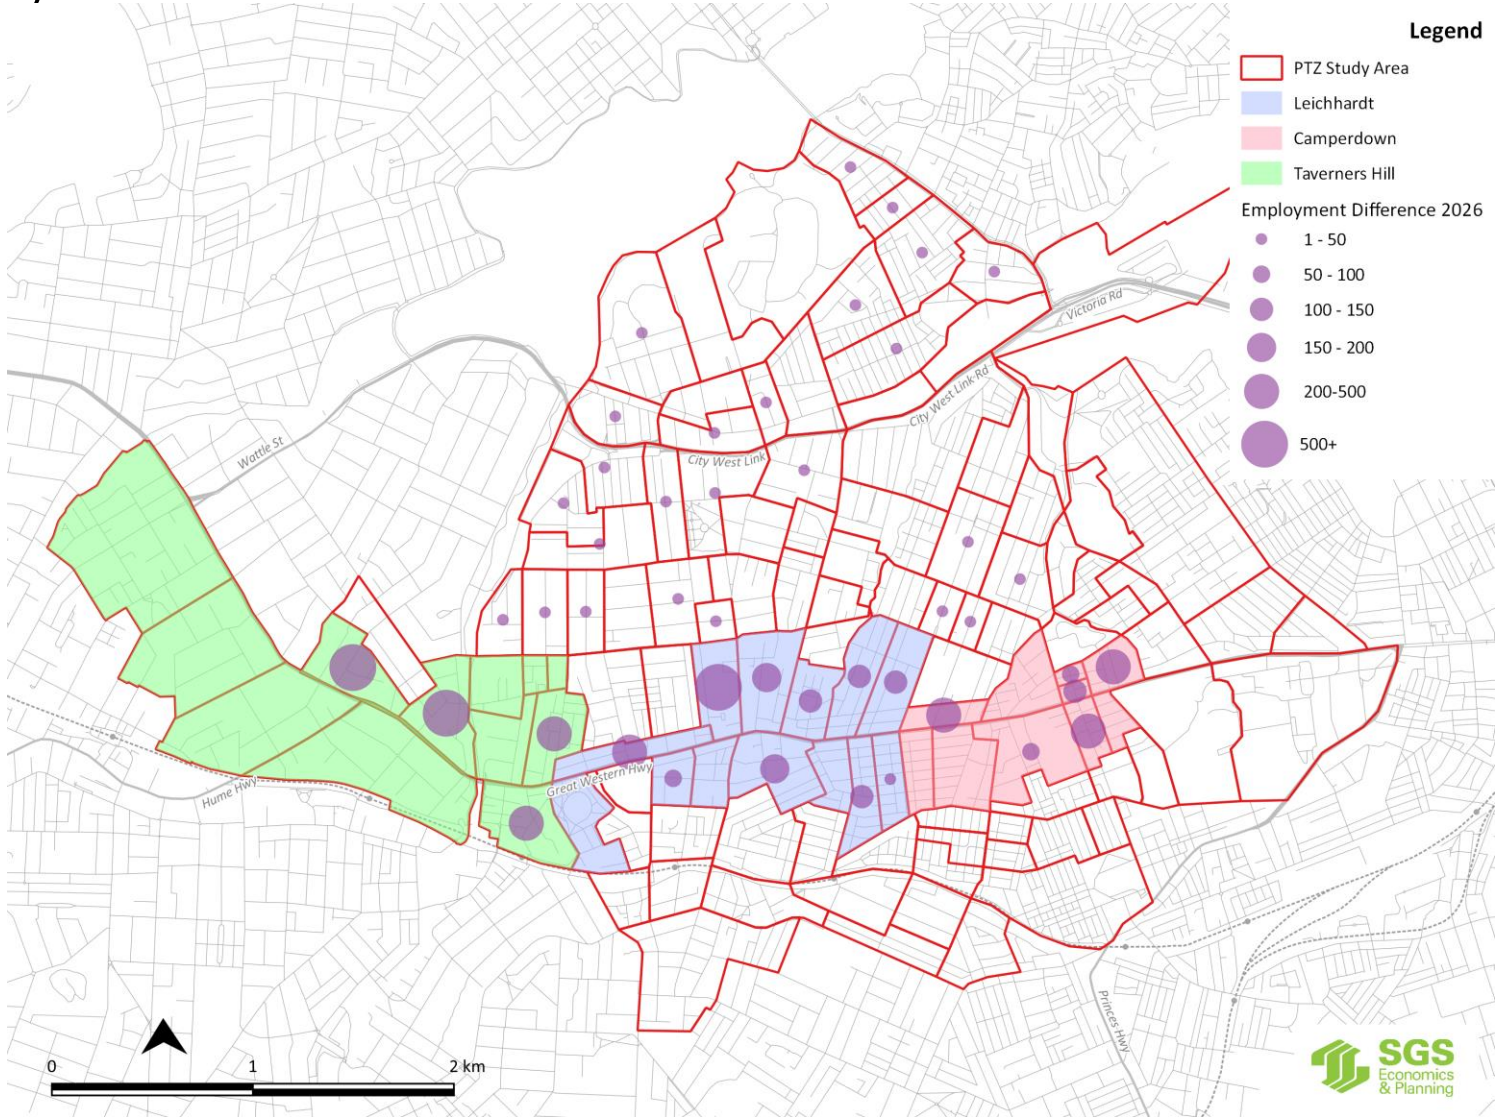 Legend
PTZ Study Area
Leichhardt
Camperdown
Taverners Hill
Employment Difference 2026
1 - 50
50 - 100
100 - 150
150 - 200
200-500
500+
Victoria Rd
City West Link Rd
Wattle St
City West Link
Great Western Hwy
Hume Hwy
Princes Hwy
0 1 2 km
SGS
Economics
& Planning